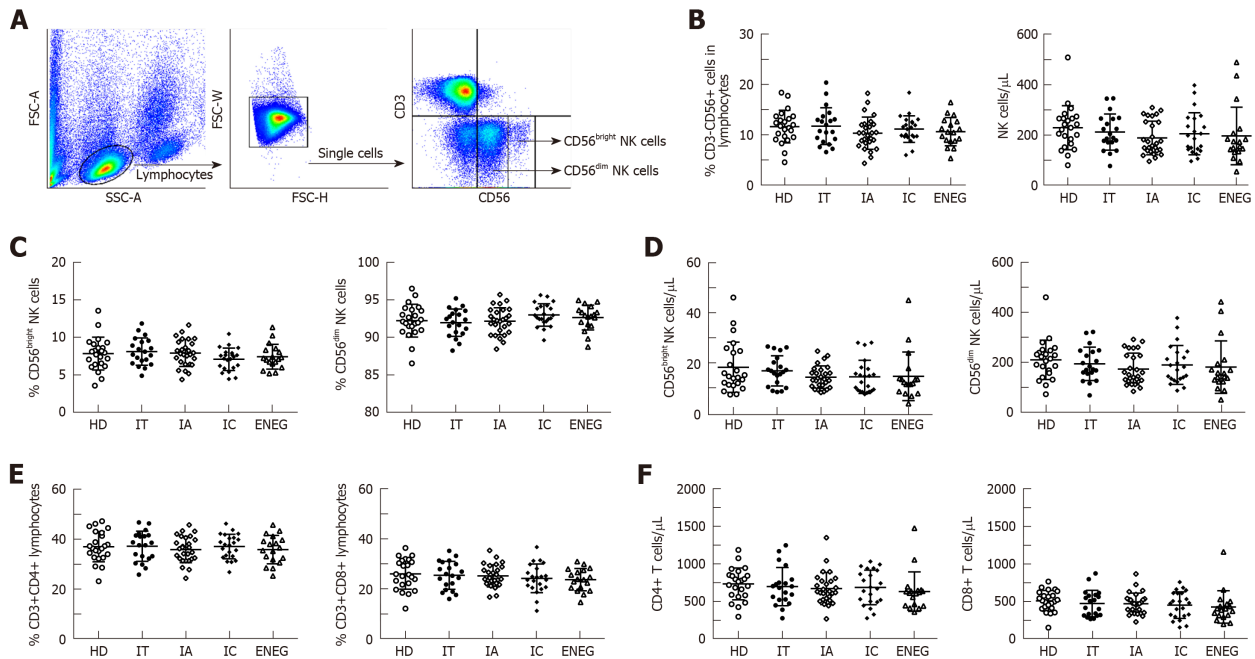 A
FSC-A
SSC-A
Lymphocytes
FSC-W
FSC-H
Single cells
CD3
CD56
CD56bright NK cells
CD56dim NK cells
B
% CD3-CD56+ cells in
lymphocytes
30
20
10
0
HD IT IA IC ENEG
NK cells/μL
600
400
200
0
HD IT IA IC ENEG
C
% CD56bright NK cells
20
15
10
5
0
HD IT IA IC ENEG
% CD56dim NK cells
100
95
90
85
80
HD IT IA IC ENEG
D
CD56bright NK cells/μL
60
40
20
0
HD IT IA IC ENEG
CD56dim NK cells/μL
600
400
200
0
HD IT IA IC ENEG
E
% CD3+CD4+ lymphocytes
60
40
20
0
HD IT IA IC ENEG
% CD3+CD8+ lymphocytes
60
40
20
0
HD IT IA IC ENEG
F
CD4+ T cells/μL
2000
1500
1000
500
0
HD IT IA IC ENEG
CD8+ T cells/μL
2000
1500
1000
500
0
HD IT IA IC ENEG